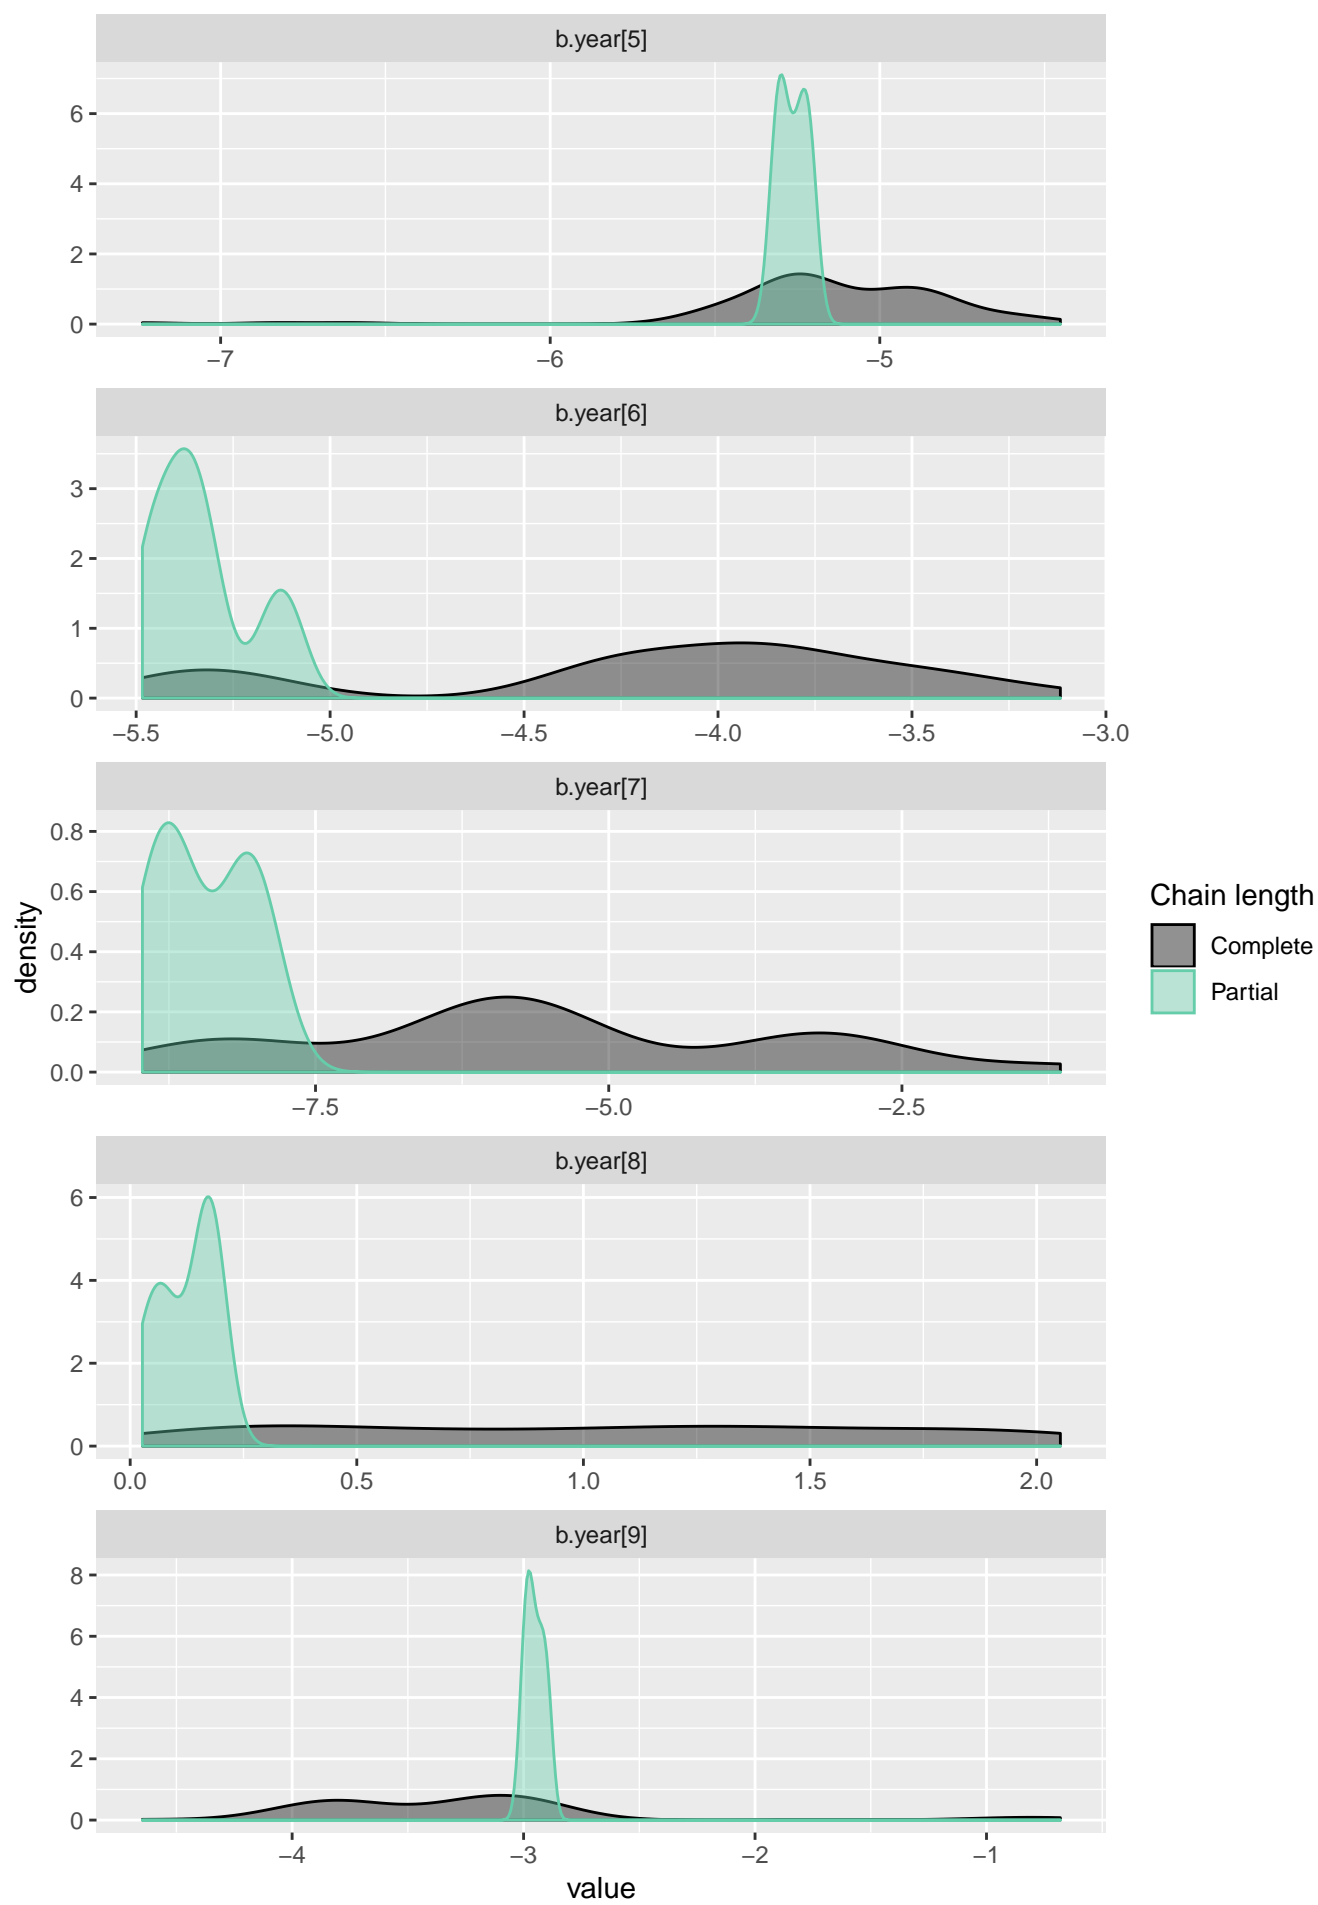 b.year[5]
6
4
2
0
−7 −6 −5
b.year[6]
3
2
1
0
−5.5 −5.0 −4.5 −4.0 −3.5 −3.0
b.year[7]
0.8
0.6
0.4
0.2
0.0
−7.5 −5.0 −2.5
density
Chain length
Complete
Partial
b.year[8]
6
4
2
0
0.0 0.5 1.0 1.5 2.0
b.year[9]
8
6
4
2
0
−4 −3 −2 −1
value